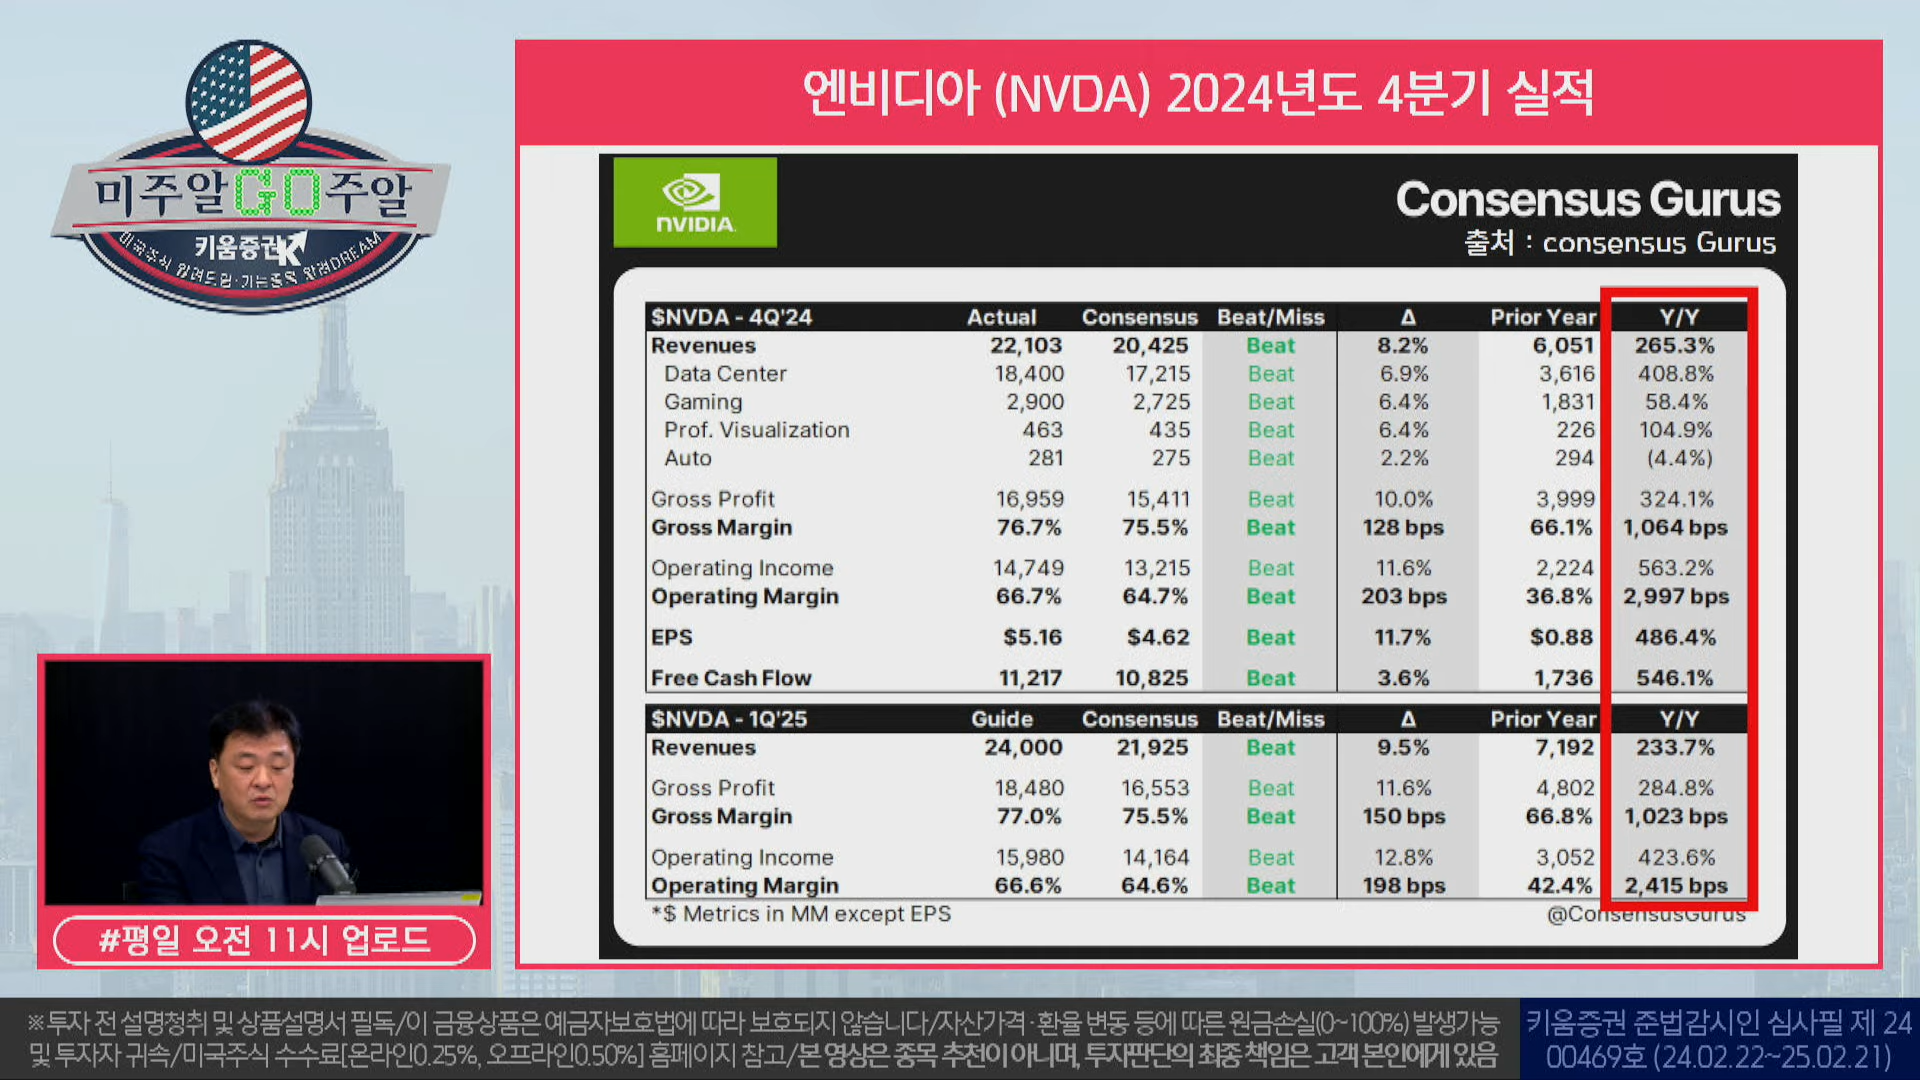 미주알GO주알
키움증권
미국주식 알려드림·가는종목 왕관DREAM
엔비디아 (NVDA) 2024년도 4분기 실적
NVIDIA
Consensus Gurus
출처 : consensus Gurus
$NVDA - 4Q'24 Actual Consensus Beat/Miss Δ Prior Year Y/Y
Revenues 22,103 20,425 Beat 8.2% 6,051 265.3%
Data Center 18,400 17,215 Beat 6.9% 3,616 408.8%
Gaming 2,900 2,725 Beat 6.4% 1,831 58.4%
Prof. Visualization 463 435 Beat 6.4% 226 104.9%
Auto 281 275 Beat 2.2% 294 (4.4%)
Gross Profit 16,959 15,411 Beat 10.0% 3,999 324.1%
Gross Margin 76.7% 75.5% Beat 128 bps 66.1% 1,064 bps
Operating Income 14,749 13,215 Beat 11.6% 2,224 563.2%
Operating Margin 66.7% 64.7% Beat 203 bps 36.8% 2,997 bps
EPS $5.16 $4.62 Beat 11.7% $0.88 486.4%
Free Cash Flow 11,217 10,825 Beat 3.6% 1,736 546.1%
$NVDA - 1Q'25 Guide Consensus Beat/Miss Δ Prior Year Y/Y
Revenues 24,000 21,925 Beat 9.5% 7,192 233.7%
Gross Profit 18,480 16,553 Beat 11.6% 4,802 284.8%
Gross Margin 77.0% 75.5% Beat 150 bps 66.8% 1,023 bps
Operating Income 15,980 14,164 Beat 12.8% 3,052 423.6%
Operating Margin 66.6% 64.6% Beat 198 bps 42.4% 2,415 bps
*$ Metrics in MM except EPS @ConsensusGurus
#평일 오전 11시 업로드
※투자 전 설명청취 및 상품설명서 필독/이 금융상품은 예금자보호법에 따라 보호되지 않습니다/자산가격·환율 변동 등에 따른 원금손실(0~100%) 발생가능
및 투자자 귀속/미국주식 수수료[온라인0.25%, 오프라인0.50%] 홈페이지 참고/본 영상은 종목 추천이 아니며, 투자판단의 최종 책임은 고객 본인에게 있음
키움증권 준법감시인 심사필 제 24
00469호 (24.02.22~25.02.21)